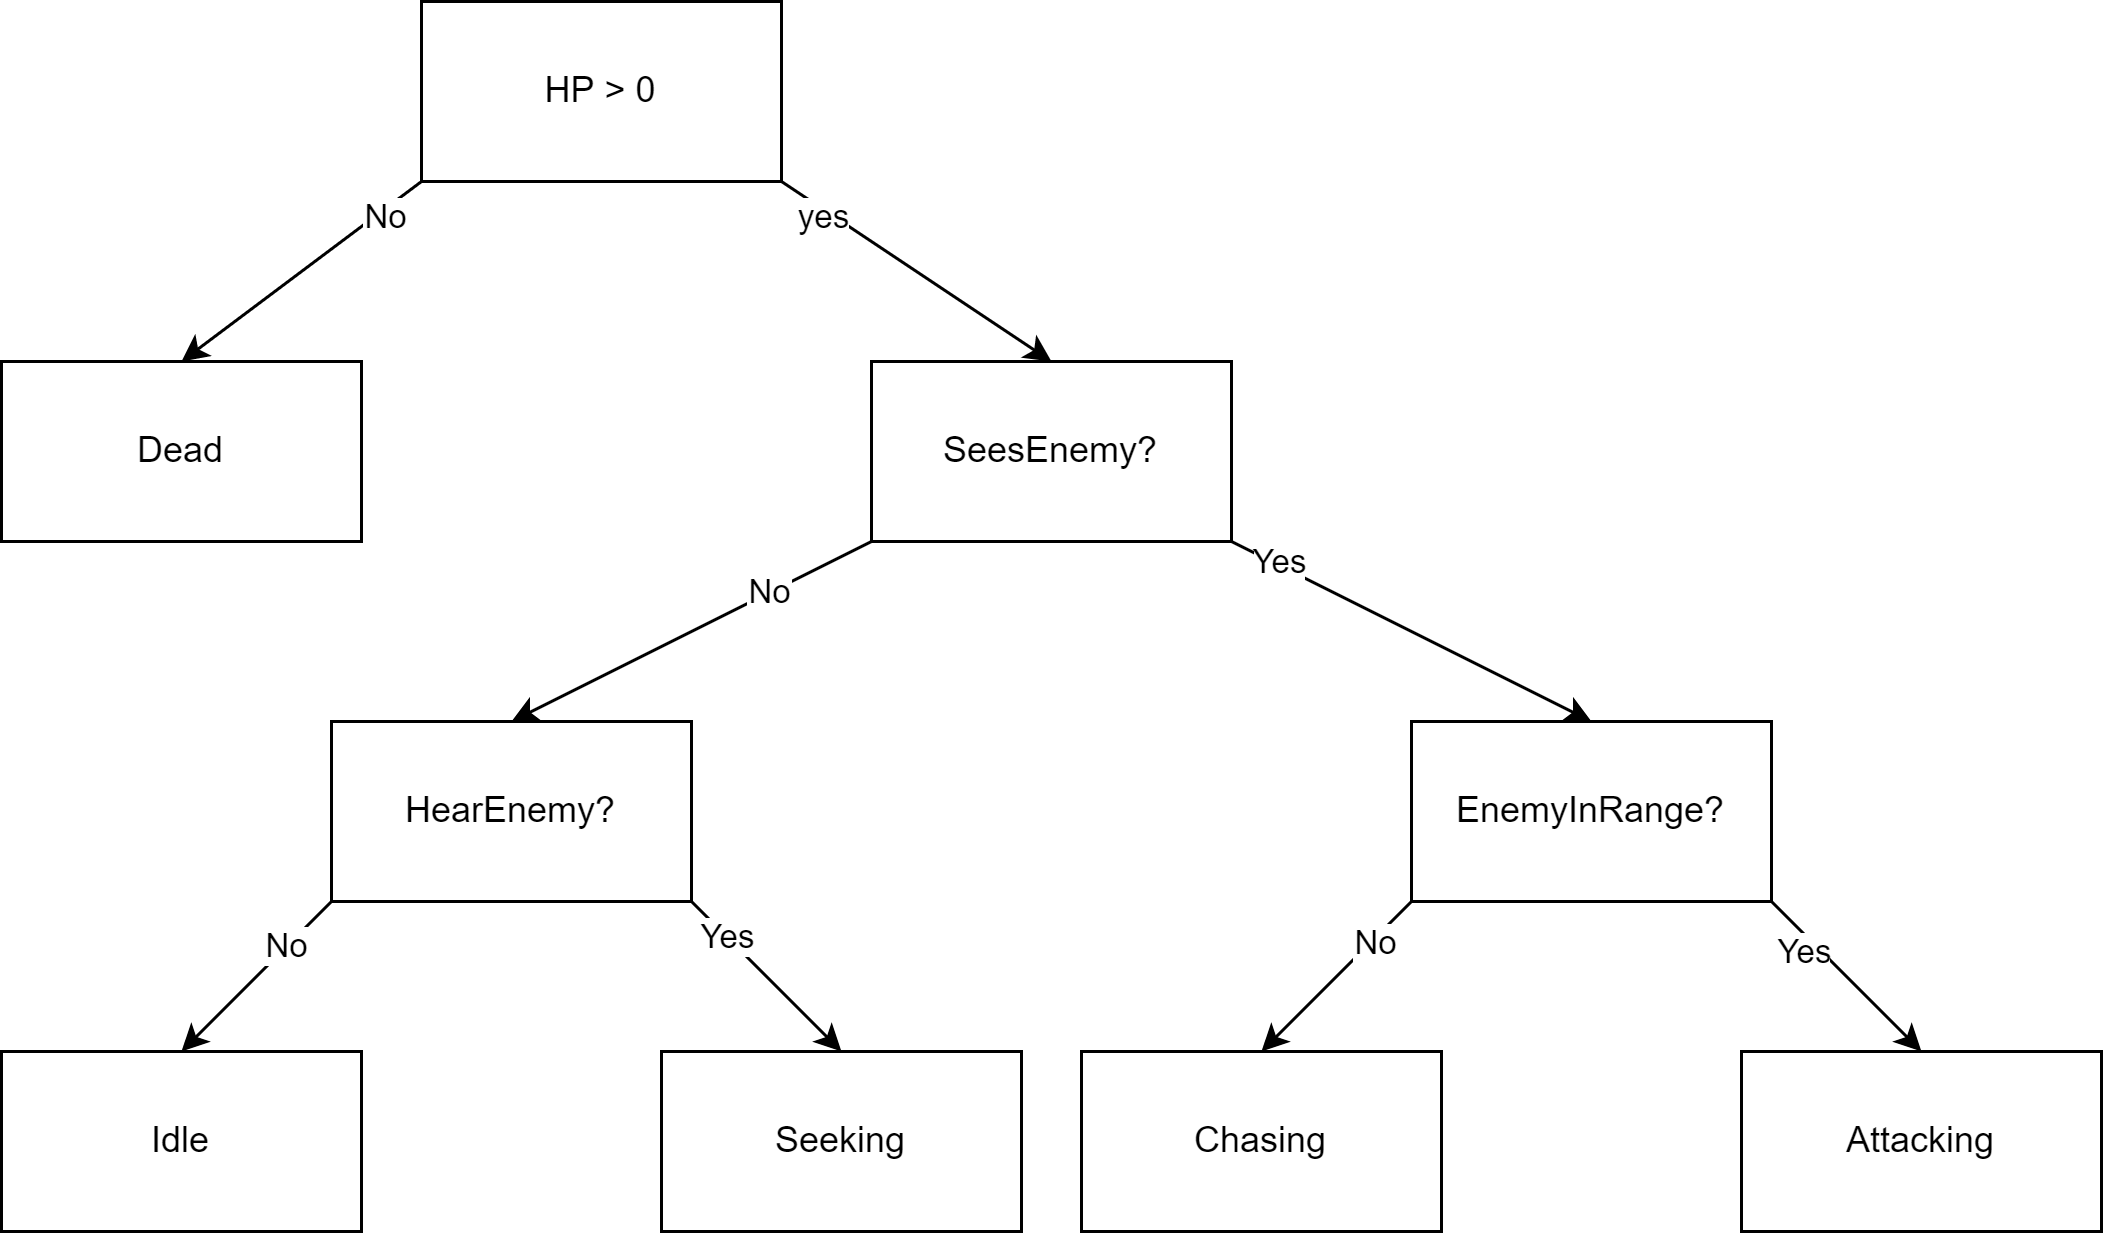 HP > 0
No
yes
Dead
SeesEnemy?
No
Yes
HearEnemy?
EnemyInRange?
No
Yes
No
Yes
Idle
Seeking
Chasing
Attacking